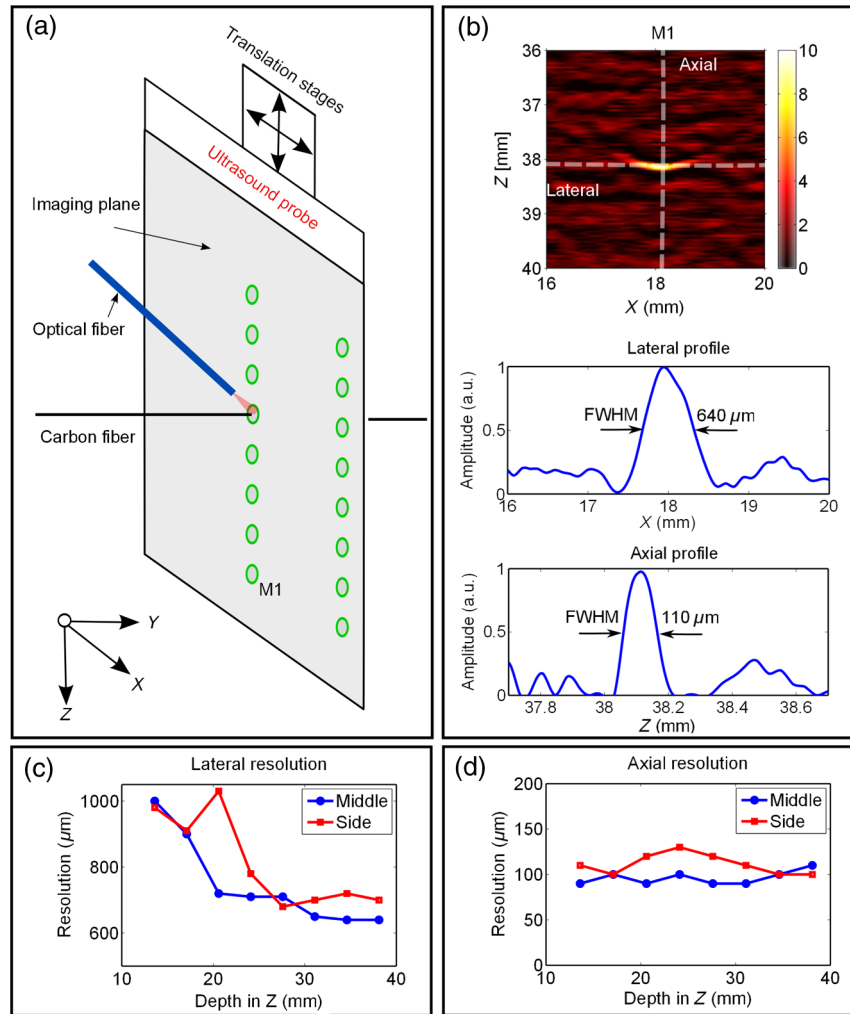 (a)
Translation stages
Ultrasound probe
Imaging plane
Optical fiber
Carbon fiber
M1
Y
X
Z
(b)
M1
Axial
Lateral
36
37
38
39
40
Z [mm]
16
18
20
X (mm)
10
8
6
4
2
0
Lateral profile
Amplitude (a.u.)
1
0.5
0
FWHM
640 µm
16
17
18
19
20
X (mm)
Axial profile
Amplitude (a.u.)
1
0.5
0
FWHM
110 µm
37.8
38
38.2
38.4
38.6
Z (mm)
(c)
Lateral resolution
Resolution (µm)
1000
800
600
Middle
Side
10
20
30
40
Depth in Z (mm)
(d)
Axial resolution
Resolution (µm)
200
150
100
50
0
Middle
Side
10
20
30
40
Depth in Z (mm)